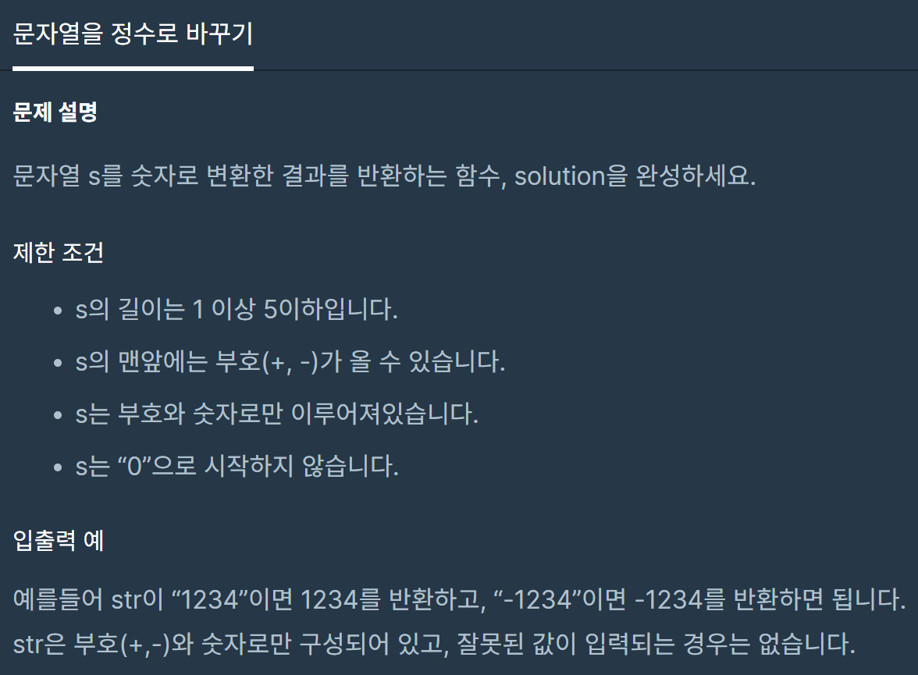 문자열을 정수로 바꾸기
문제 설명
문자열 s를 숫자로 변환한 결과를 반환하는 함수, solution을 완성하세요.
제한 조건
• s의 길이는 1 이상 5이하입니다.
• s의 맨앞에는 부호(+, -)가 올 수 있습니다.
• s는 부호와 숫자로만 이루어져있습니다.
• s는 “0”으로 시작하지 않습니다.
입출력 예
예를들어 str이 “1234”이면 1234를 반환하고, “-1234”이면 -1234를 반환하면 됩니다.
str은 부호(+,-)와 숫자로만 구성되어 있고, 잘못된 값이 입력되는 경우는 없습니다.